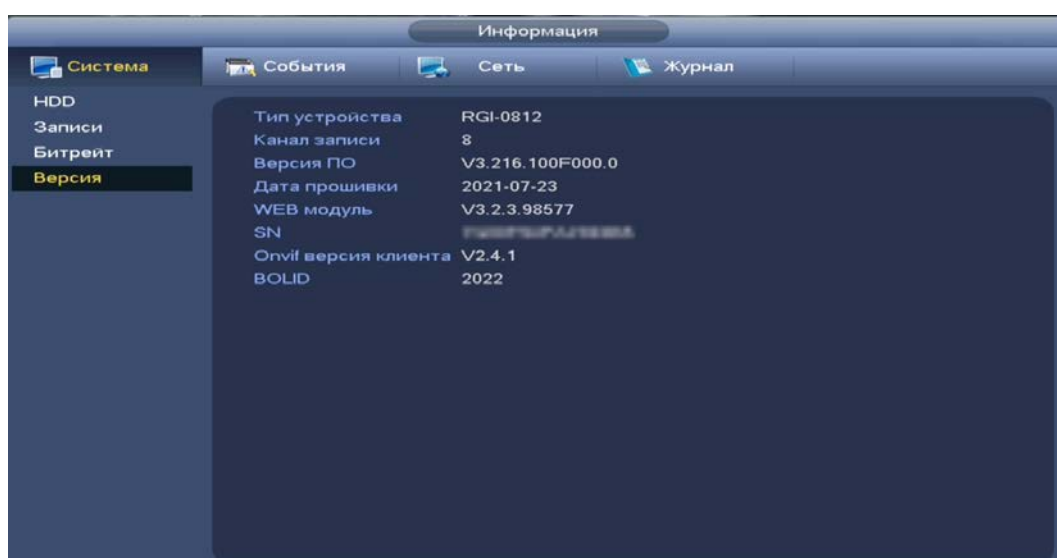 Информация
Система События Сеть Журнал
HDD
Записи
Битрейт
Версия
Тип устройства RGI-0812
Канал записи 8
Версия ПО V3.216.100F000.0
Дата прошивки 2021-07-23
WEB модуль V3.2.3.98577
SN
Onvif версия клиента V2.4.1
BOLID 2022